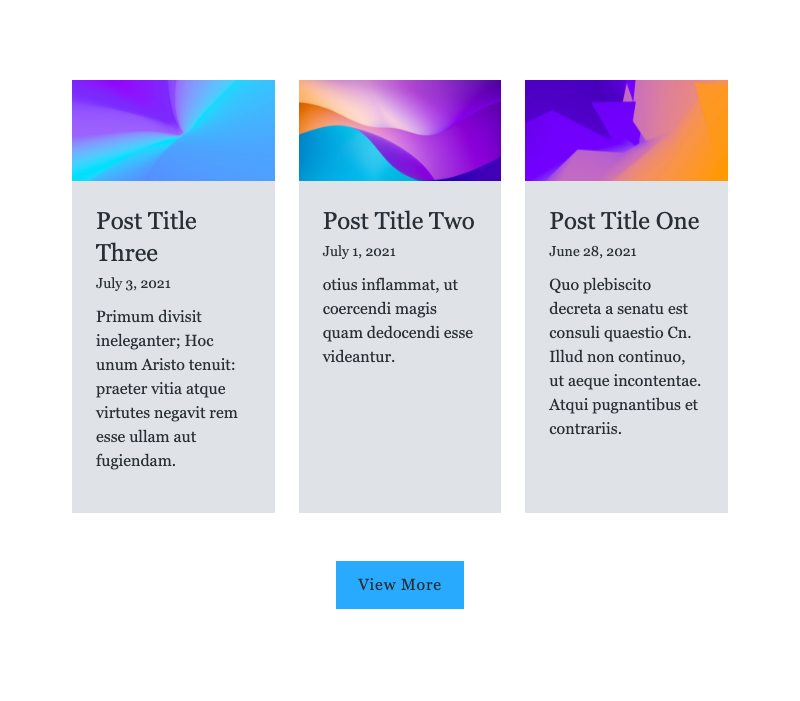 Post Title
Three
July 3, 2021
Primum divisit
ineleganter; Hoc
unum Aristo tenuit:
praeter vitia atque
virtutes negavit rem
esse ullam aut
fugiendam.
Post Title Two
July 1, 2021
otius inflammat, ut
coercendi magis
quam dedocendi esse
videantur.
Post Title One
June 28, 2021
Quo plebiscito
decreta a senatu est
consuli quaestio Cn.
Illud non continuo,
ut aeque incontentae.
Atqui pugnantibus et
contrariis.
View More